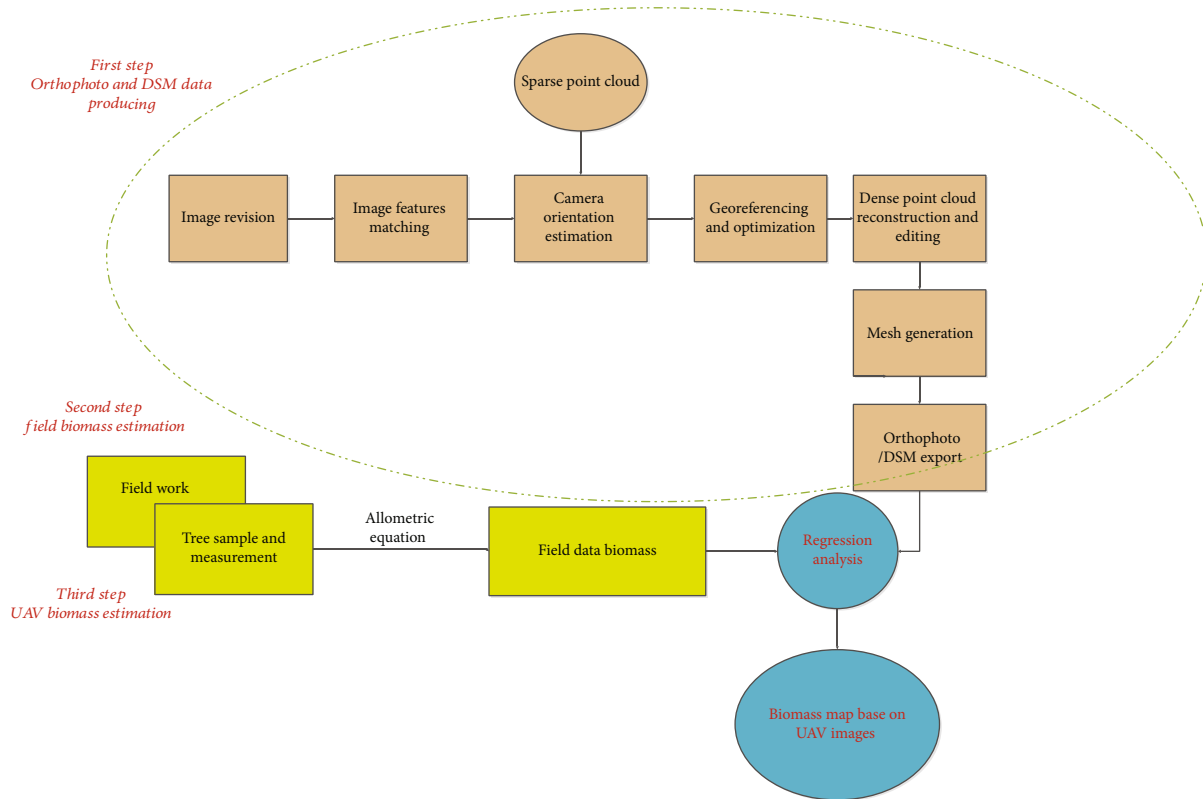 First step
Orthophoto and DSM data
producing
Sparse point cloud
Image revision
Image features
matching
Camera
orientation
estimation
Georeferencing
and optimization
Dense point cloud
reconstruction and
editing
Mesh generation
Orthophoto
/DSM export
Second step
field biomass estimation
Field work
Tree sample and
measurement
Allometric
equation
Field data biomass
Regression
analysis
Third step
UAV biomass estimation
Biomass map base on
UAV images